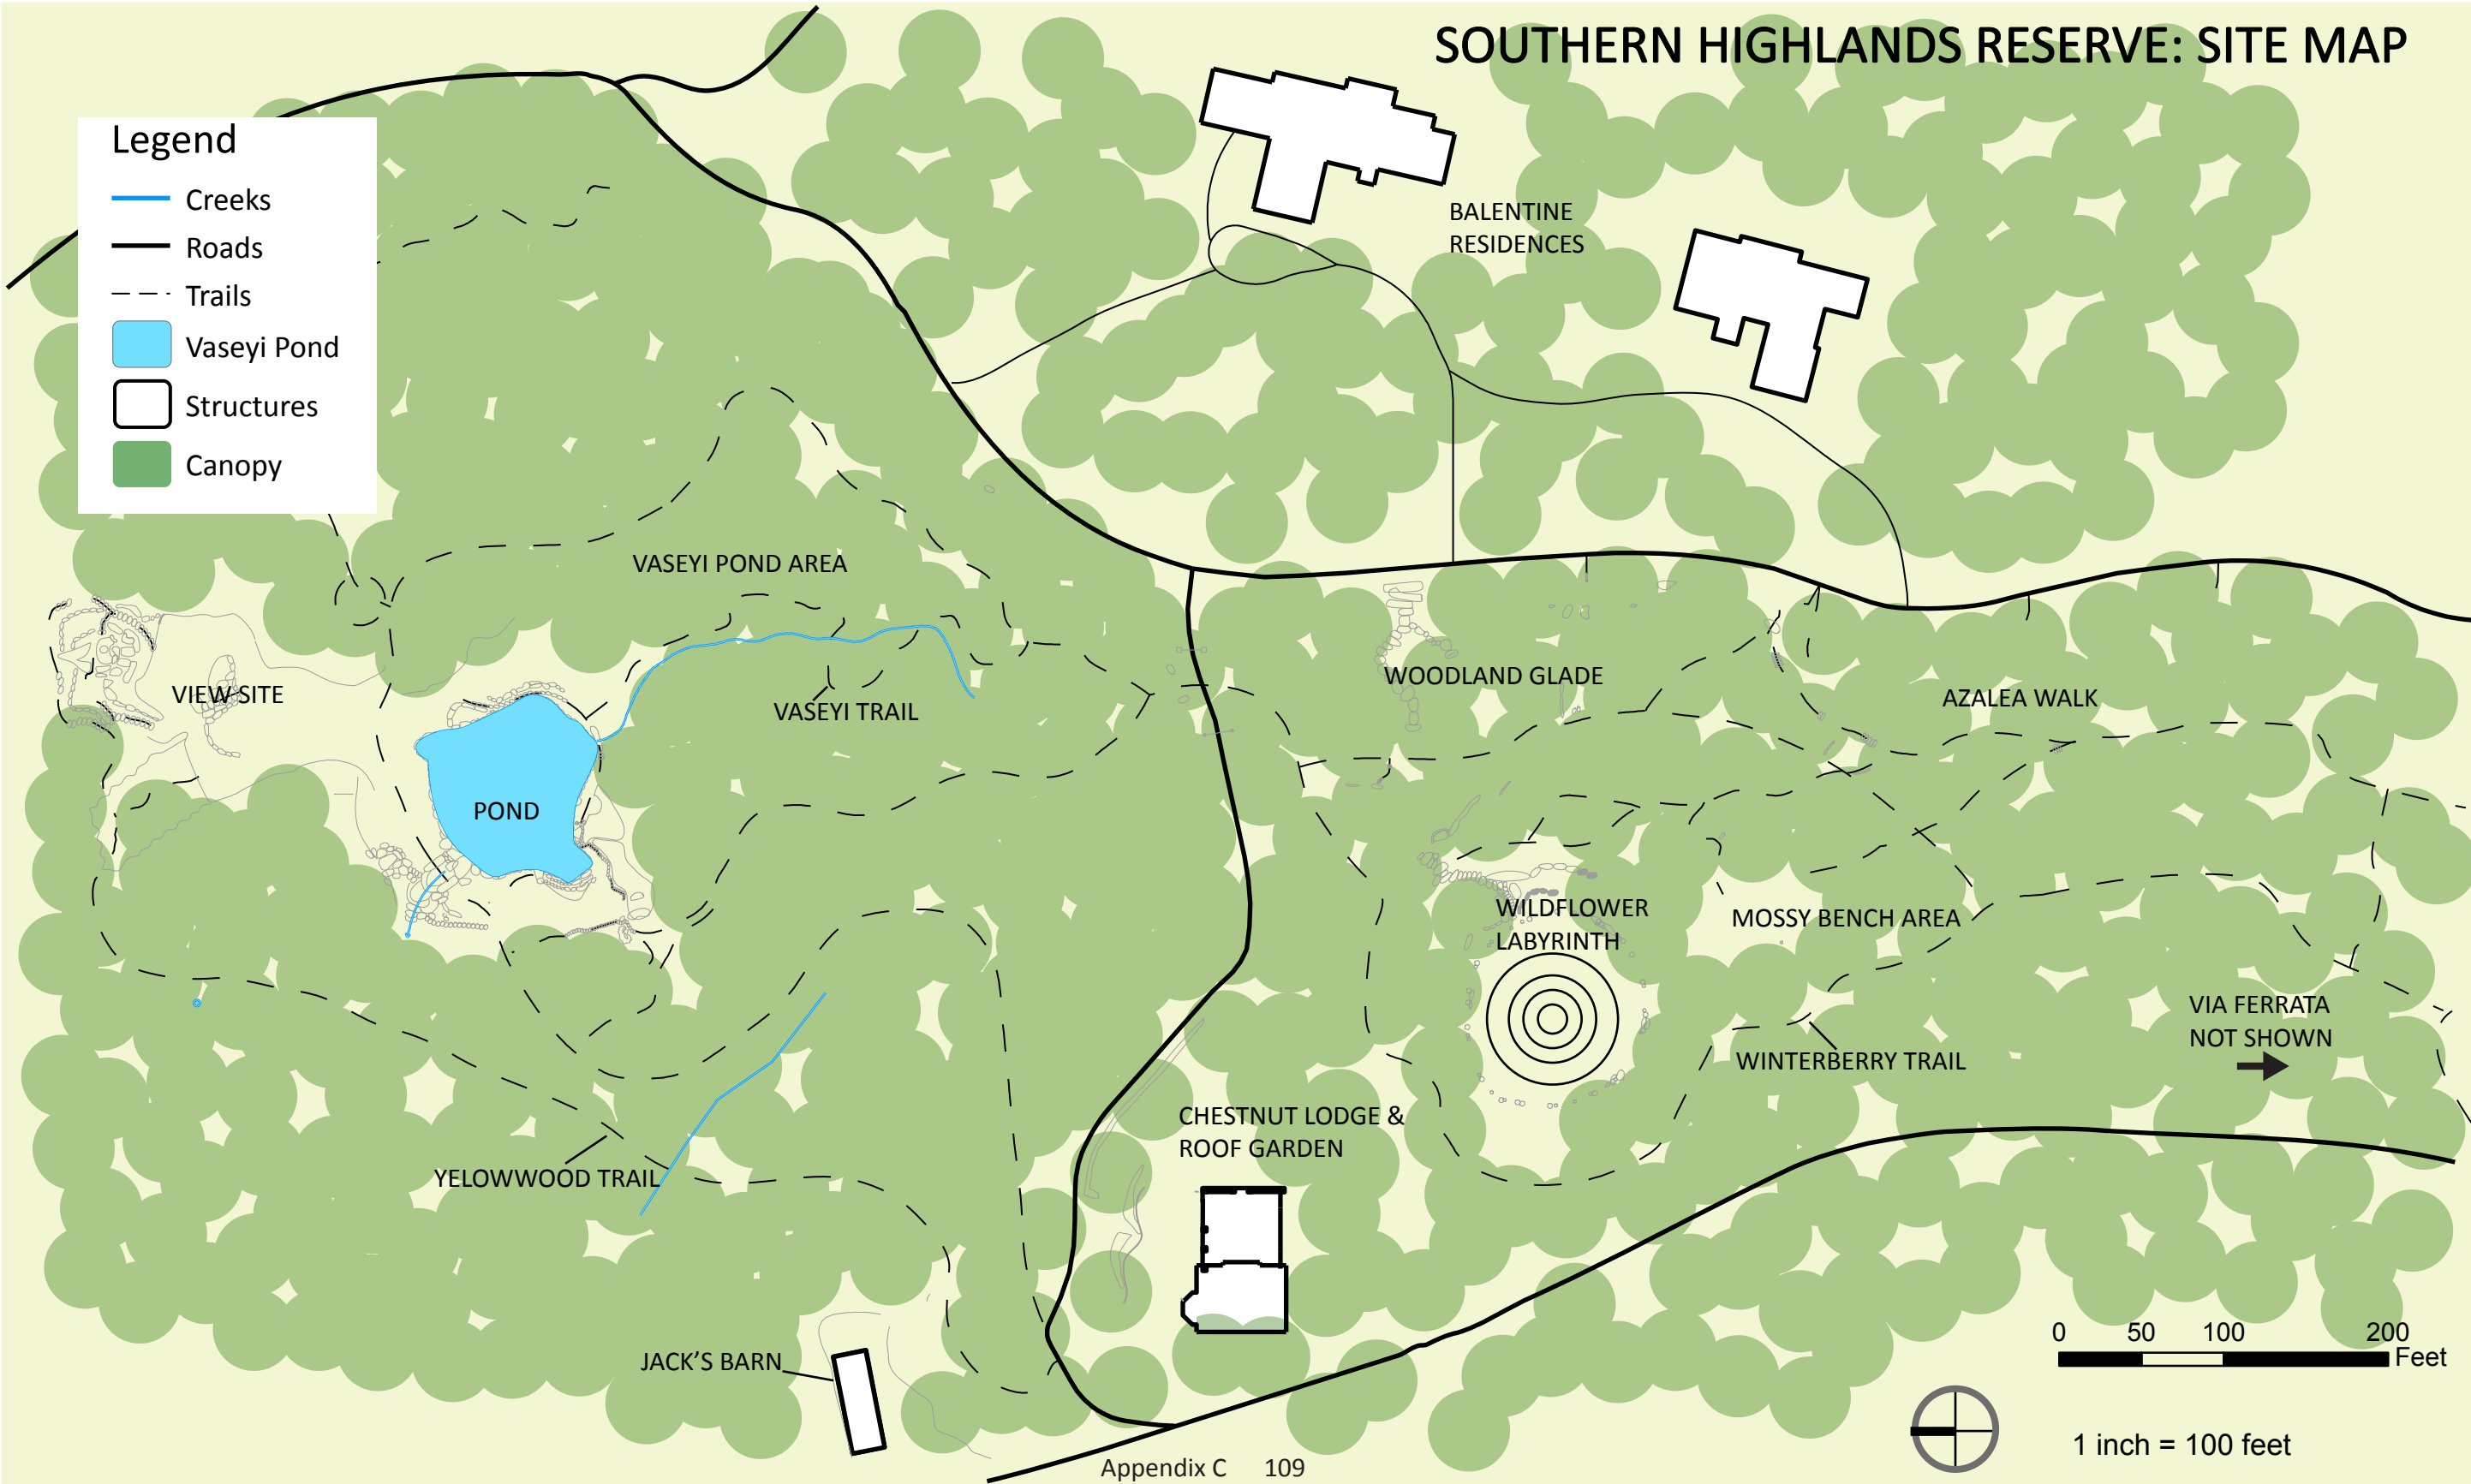 SOUTHERN HIGHLANDS RESERVE: SITE MAP
Legend
Creeks
Roads
Trails
Vaseyi Pond
Structures
Canopy
BALENTINE
RESIDENCES
VASEYI POND AREA
VIEW SITE
VASEYI TRAIL
WOODLAND GLADE
AZALEA WALK
POND
WILDFLOWER
LABYRINTH
MOSSY BENCH AREA
VIA FERRATA
NOT SHOWN
WINTERBERRY TRAIL
CHESTNUT LODGE &
ROOF GARDEN
YELOWWOOD TRAIL
JACK'S BARN
0 50 100 200
Feet
1 inch = 100 feet
Appendix C 109